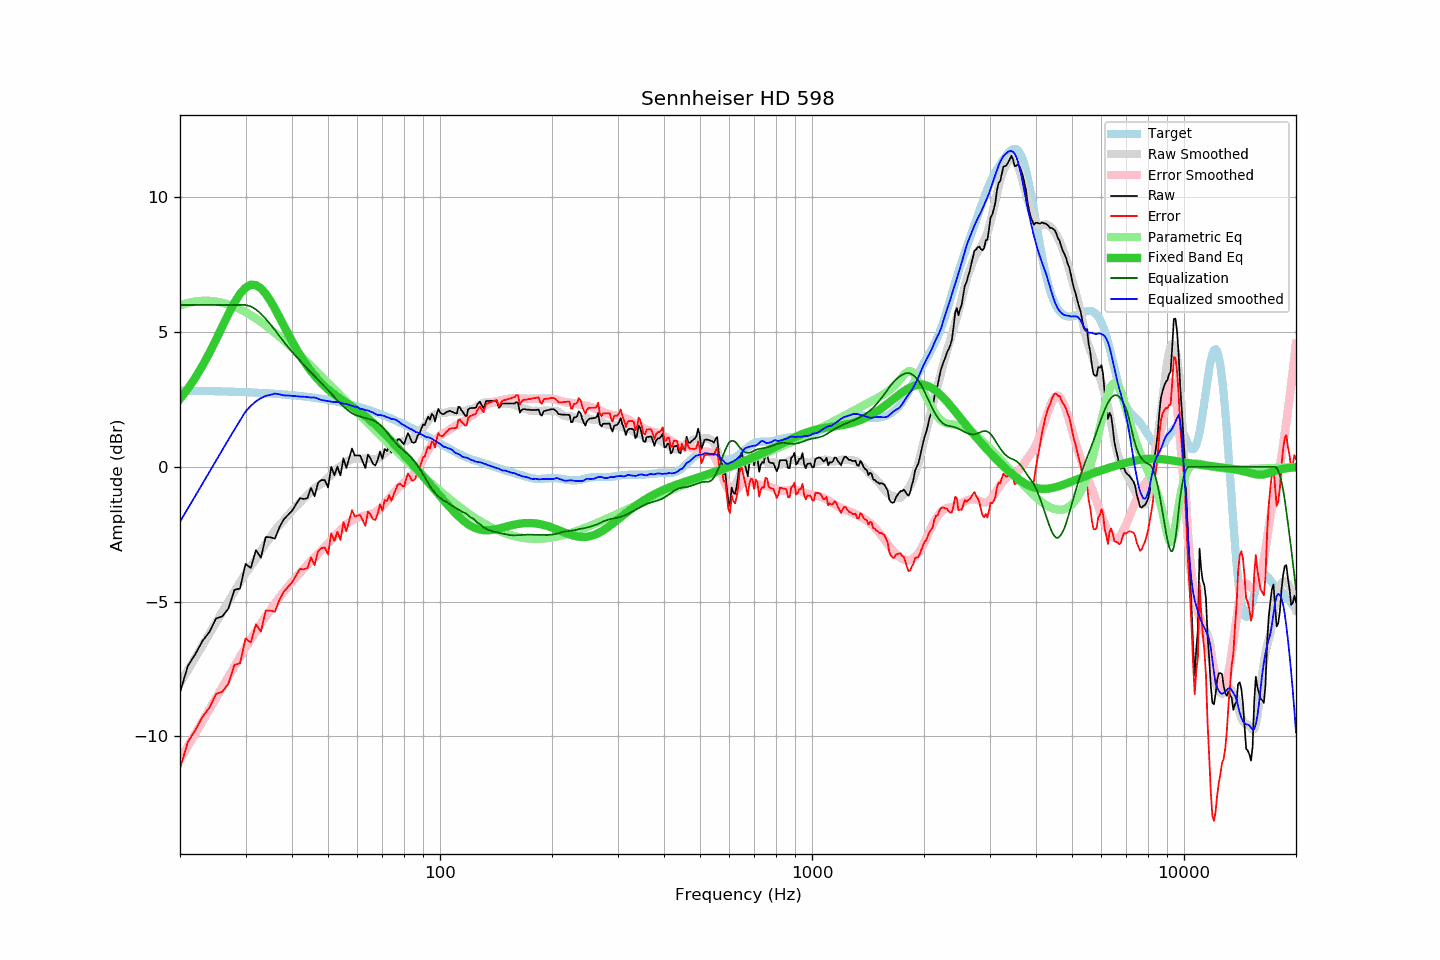 Sennheiser HD 598
Target
Raw Smoothed
Error Smoothed
Raw
Error
Parametric Eq
Fixed Band Eq
Equalization
Equalized smoothed
Amplitude (dBr)
10
5
0
−5
−10
100
1000
10000
Frequency (Hz)